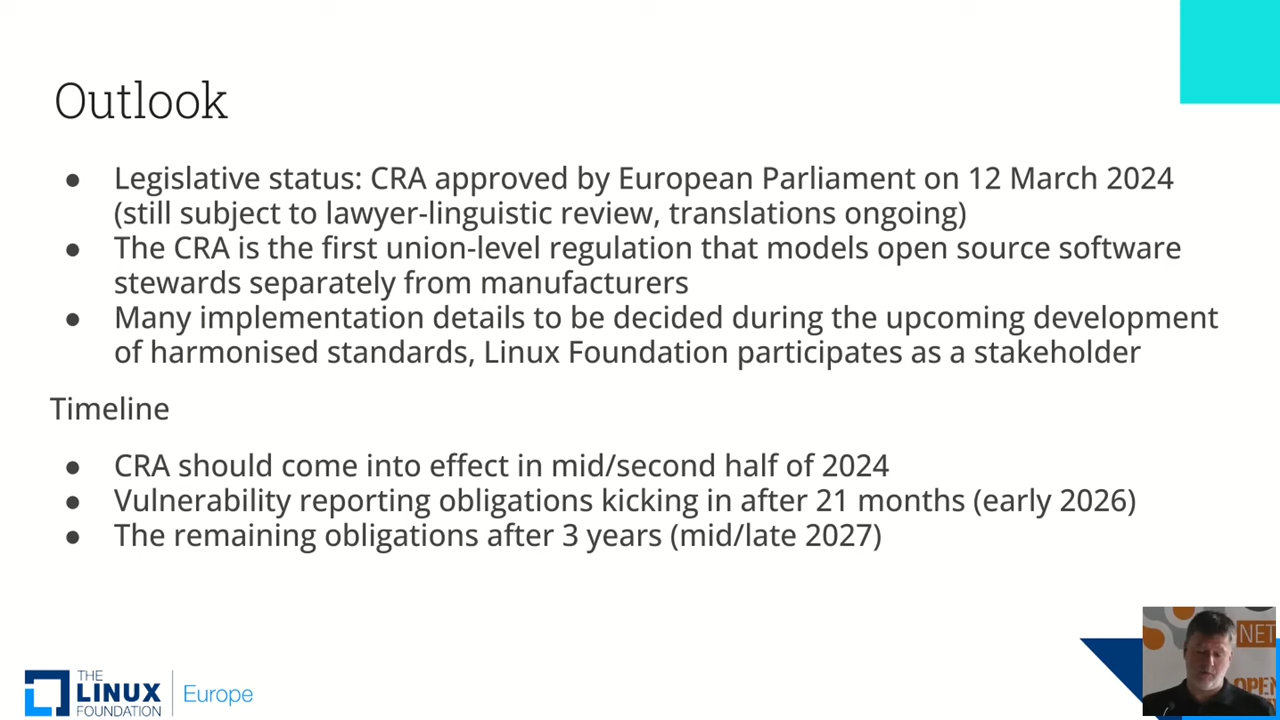 Outlook
● Legislative status: CRA approved by European Parliament on 12 March 2024
(still subject to lawyer-linguistic review, translations ongoing)
● The CRA is the first union-level regulation that models open source software
stewards separately from manufacturers
● Many implementation details to be decided during the upcoming development
of harmonised standards, Linux Foundation participates as a stakeholder
Timeline
● CRA should come into effect in mid/second half of 2024
● Vulnerability reporting obligations kicking in after 21 months (early 2026)
● The remaining obligations after 3 years (mid/late 2027)
THE
LINUX
FOUNDATION
Europe
NET
OPEN